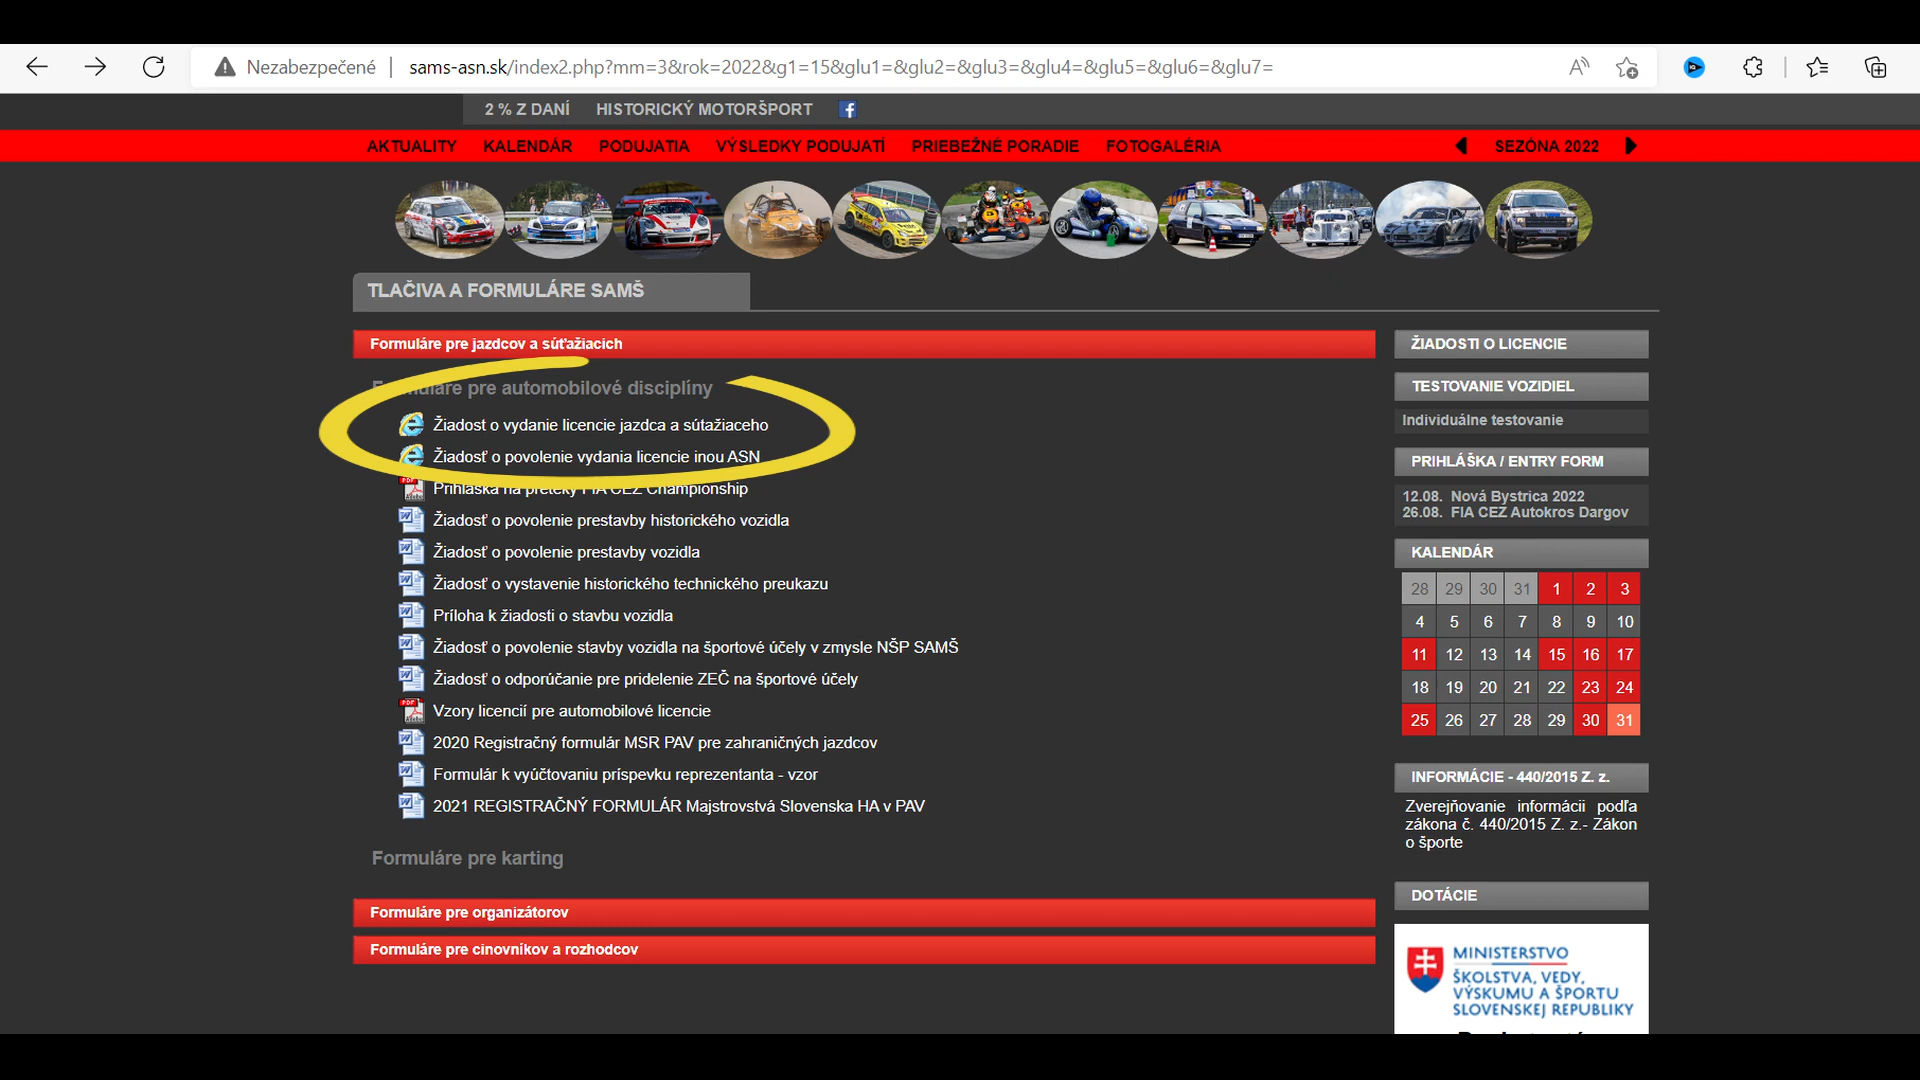 Nezabezpečené
sams-asn.sk/index2.php?mm=3&rok=2022&g1=15&glu1=&glu2=&glu3=&glu4=&glu5=&glu6=&glu7=
2 % Z DANÍ HISTORICKÝ MOTORŠPORT
AKTUALITY KALENDÁR PODUJATIA VÝSLEDKY PODUJATÍ PRIEBEŽNÉ PORADIE FOTOGALÉRIA SEZÓNA 2022
TLAČIVA A FORMULÁRE SAMŠ
Formuláre pre jazdcov a súťažiacich
Formuláre pre automobilové disciplíny
Žiadost o vydanie licencie jazdca a sútažiaceho
Žiadosť o povolenie vydania licencie inou ASN
Prihláška na preteky FIA CEZ Championship
Žiadosť o povolenie prestavby historického vozidla
Žiadosť o povolenie prestavby vozidla
Žiadosť o vystavenie historického technického preukazu
Príloha k žiadosti o stavbu vozidla
Žiadosť o povolenie stavby vozidla na športové účely v zmysle NŠP SAMŠ
Žiadosť o odporúčanie pre pridelenie ZEČ na športové účely
Vzory licencií pre automobilové licencie
2020 Registračný formulár MSR PAV pre zahraničných jazdcov
Formulár k vyúčtovaniu príspevku reprezentanta - vzor
2021 REGISTRAČNÝ FORMULÁR Majstrovstvá Slovenska HA v PAV
Formuláre pre karting
Formuláre pre organizátorov
Formuláre pre cinovníkov a rozhodcov
ŽIADOSTI O LICENCIE
TESTOVANIE VOZIDIEL
Individuálne testovanie
PRIHLÁŠKA / ENTRY FORM
12.08. Nová Bystrica 2022
26.08. FIA CEZ Autokros Dargov
KALENDÁR
28 29 30 31 1 2 3
4 5 6 7 8 9 10
11 12 13 14 15 16 17
18 19 20 21 22 23 24
25 26 27 28 29 30 31
INFORMÁCIE - 440/2015 Z. z.
Zverejňovanie informácii podľa
zákona č. 440/2015 Z. z.- Zákon
o športe
DOTÁCIE
MINISTERSTVO
ŠKOLSTVA, VEDY,
VÝSKUMU A ŠPORTU
SLOVENSKEJ REPUBLIKY